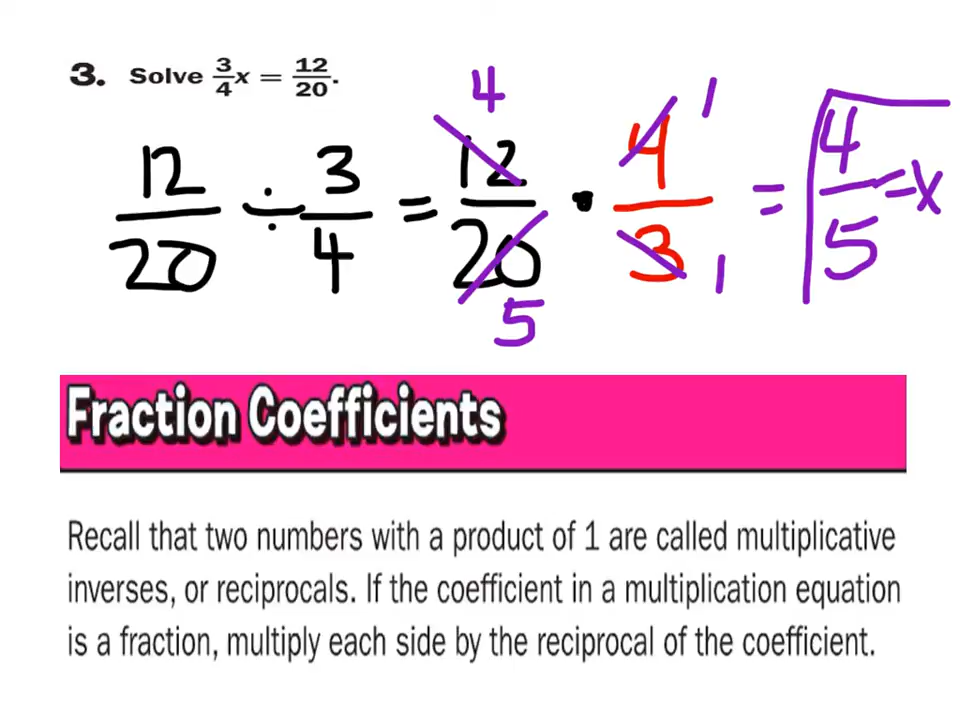 3. Solve 3/4 x = 12/20.
12/20 ÷ 3/4 = 12/20 · 4/3 = 4/5 = x
4 1
5 1
Fraction Coefficients
Recall that two numbers with a product of 1 are called multiplicative
inverses, or reciprocals. If the coefficient in a multiplication equation
is a fraction, multiply each side by the reciprocal of the coefficient.